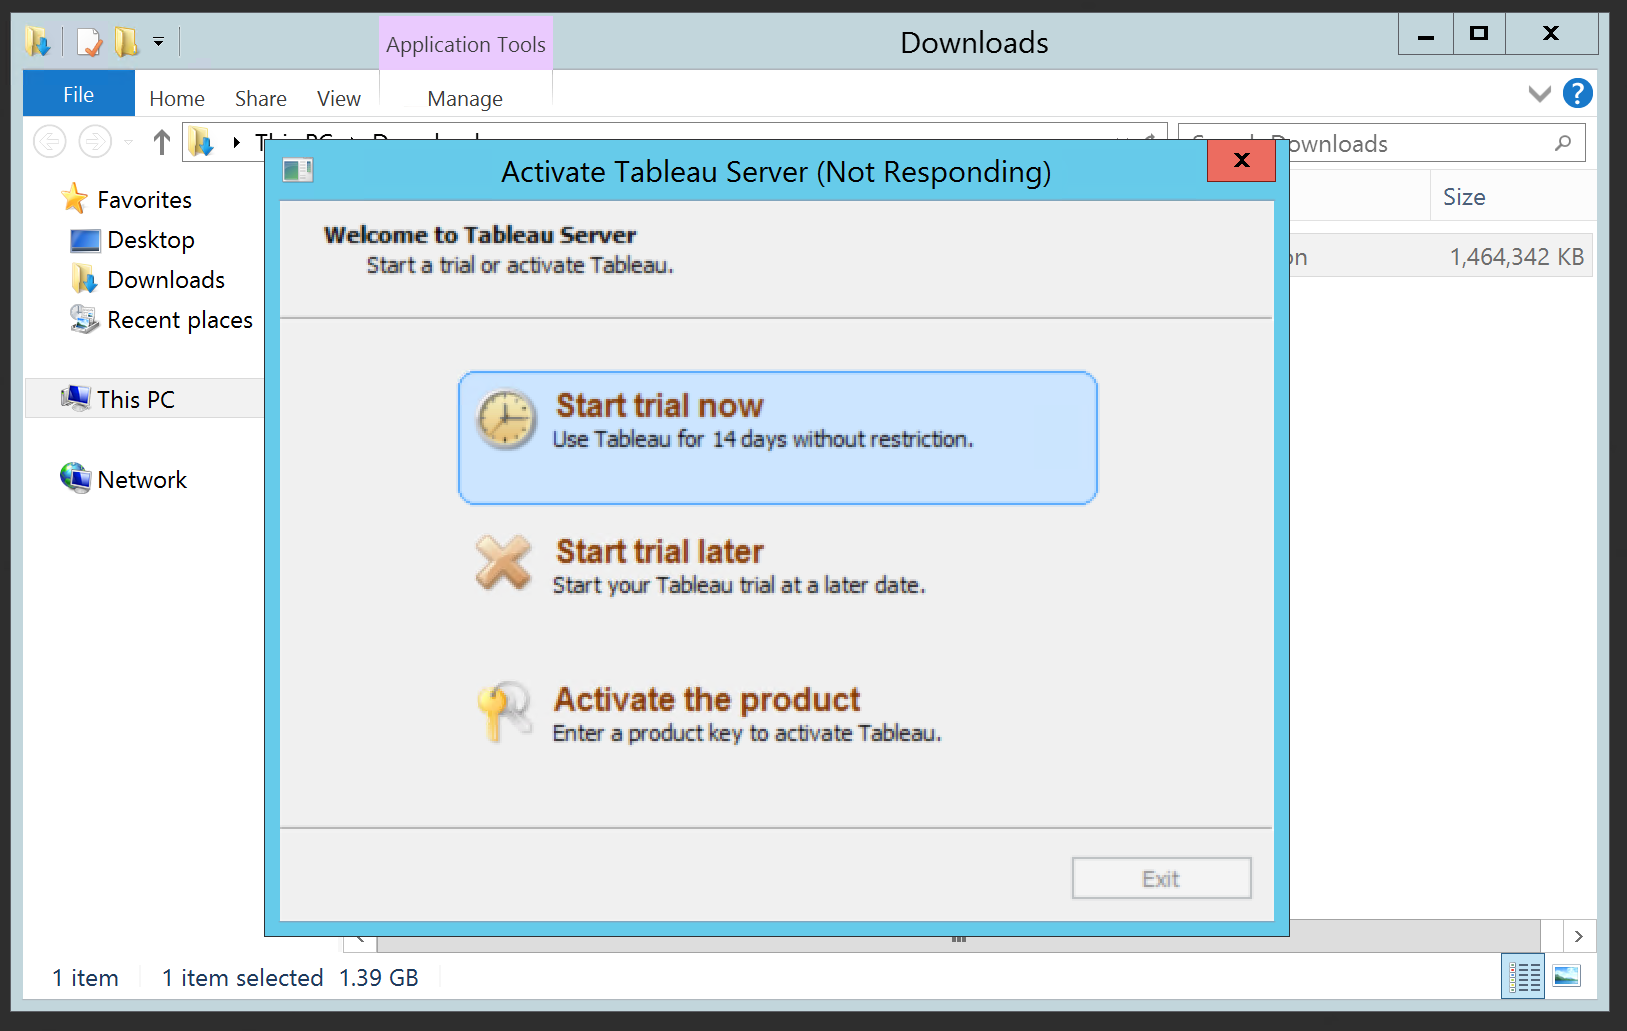 Application Tools
Downloads
File
Home
Share
View
Manage
?
Downloads
Activate Tableau Server (Not Responding)
Favorites
Desktop
Downloads
Recent places
This PC
Network
Size
1,464,342 KB
Welcome to Tableau Server
Start a trial or activate Tableau.
Start trial now
Use Tableau for 14 days without restriction.
Start trial later
Start your Tableau trial at a later date.
Activate the product
Enter a product key to activate Tableau.
Exit
1 item
1 item selected
1.39 GB